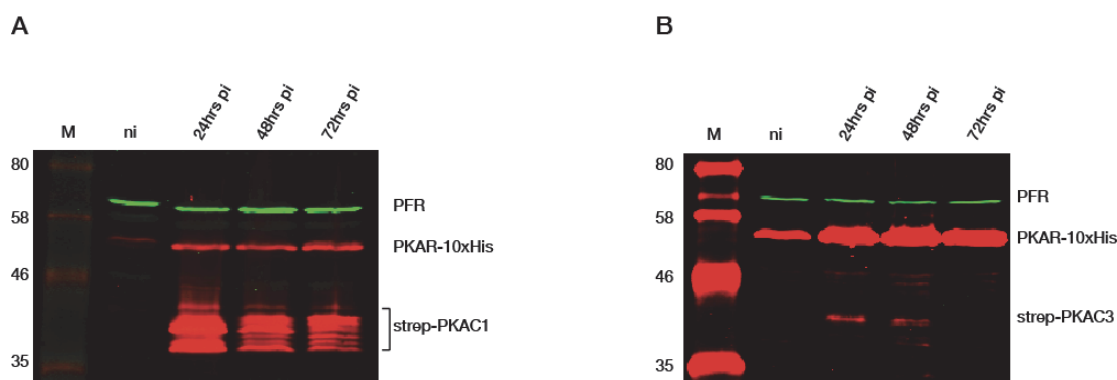 A
M
ni
24hrs pi
48hrs pi
72hrs pi
80
58
46
35
PFR
PKAR-10xHis
strep-PKAC1
B
M
ni
24hrs pi
48hrs pi
72hrs pi
80
58
46
35
PFR
PKAR-10xHis
strep-PKAC3